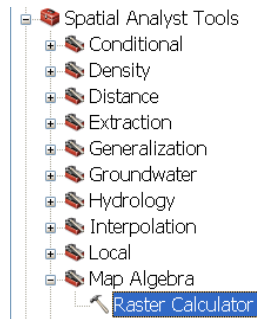 Spatial Analyst Tools
Conditional
Density
Distance
Extraction
Generalization
Groundwater
Hydrology
Interpolation
Local
Map Algebra
Raster Calculator